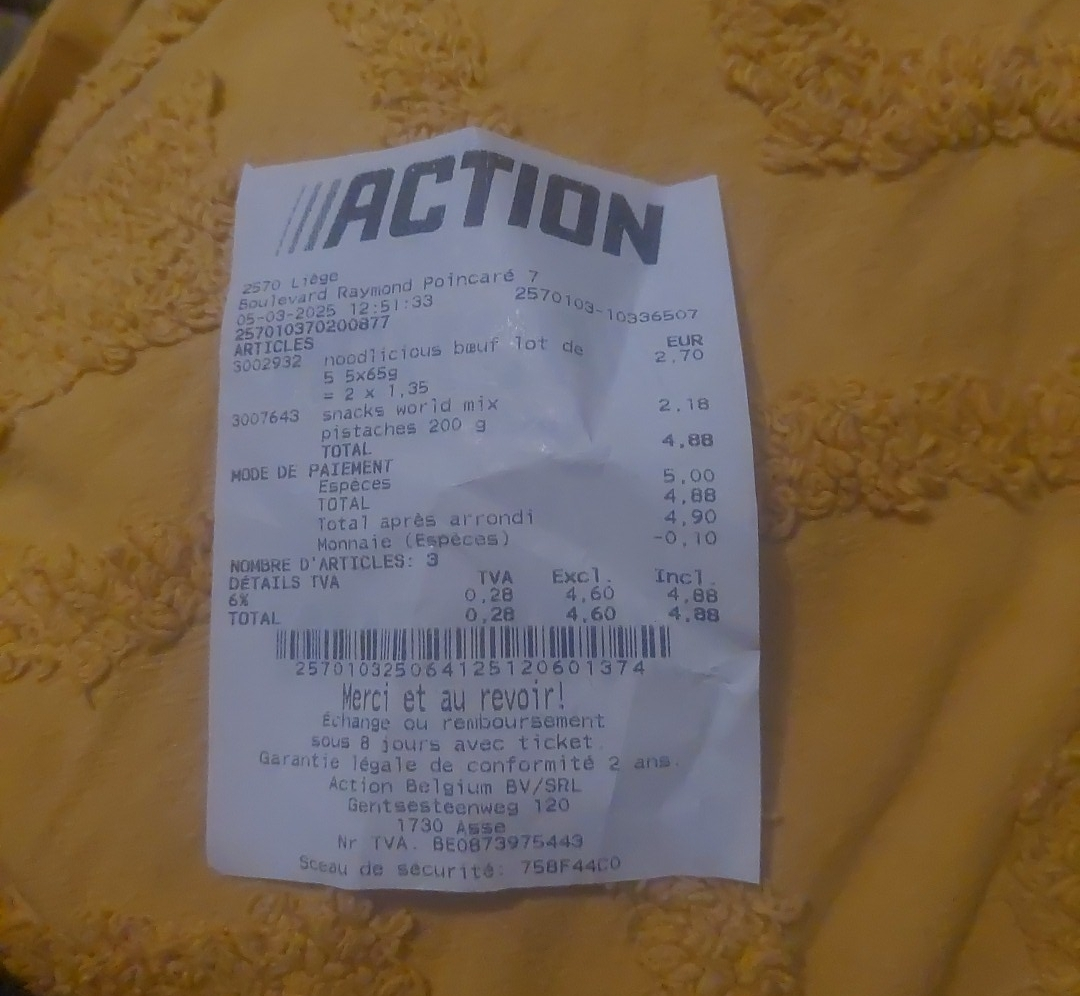 ACTION
2570 Liège
Boulevard Raymond Poincaré 7
05-03-2025 12:51:33 2570103-10336507
257010370200877
ARTICLES EUR
3002932 noodlicious bœuf lot de 2,70
5 5x65g
= 2 x 1,35
3007643 snacks world mix 2,18
pistaches 200 g
TOTAL 4,88
MODE DE PAIEMENT
Espèces 5,00
TOTAL 4,88
Total après arrondi 4,90
Monnaie (Espèces) -0,10
NOMBRE D'ARTICLES: 3
DÉTAILS TVA TVA Excl. Incl.
6% 0,28 4,60 4,88
TOTAL 0,28 4,60 4,88
257010325064125120601374
Merci et au revoir!
Échange ou remboursement
sous 8 jours avec ticket.
Garantie légale de conformité 2 ans.
Action Belgium BV/SRL
Gentsesteenweg 120
1730 Asse
Nr TVA. BE0873975443
Sceau de sécurité: 758F44C0